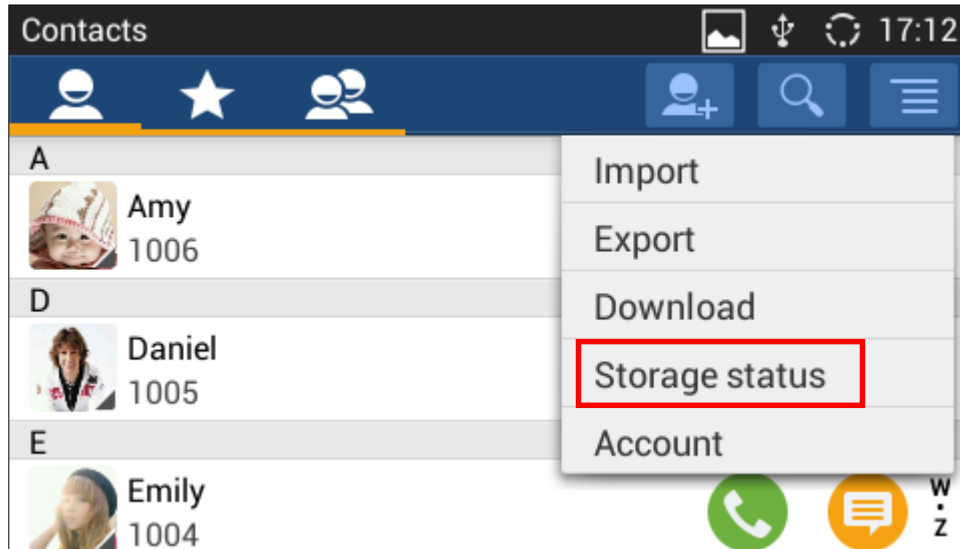 Contacts 17:12
A
Amy
1006
D
Daniel
1005
E
Emily
1004
Import
Export
Download
Storage status
Account
W
Z